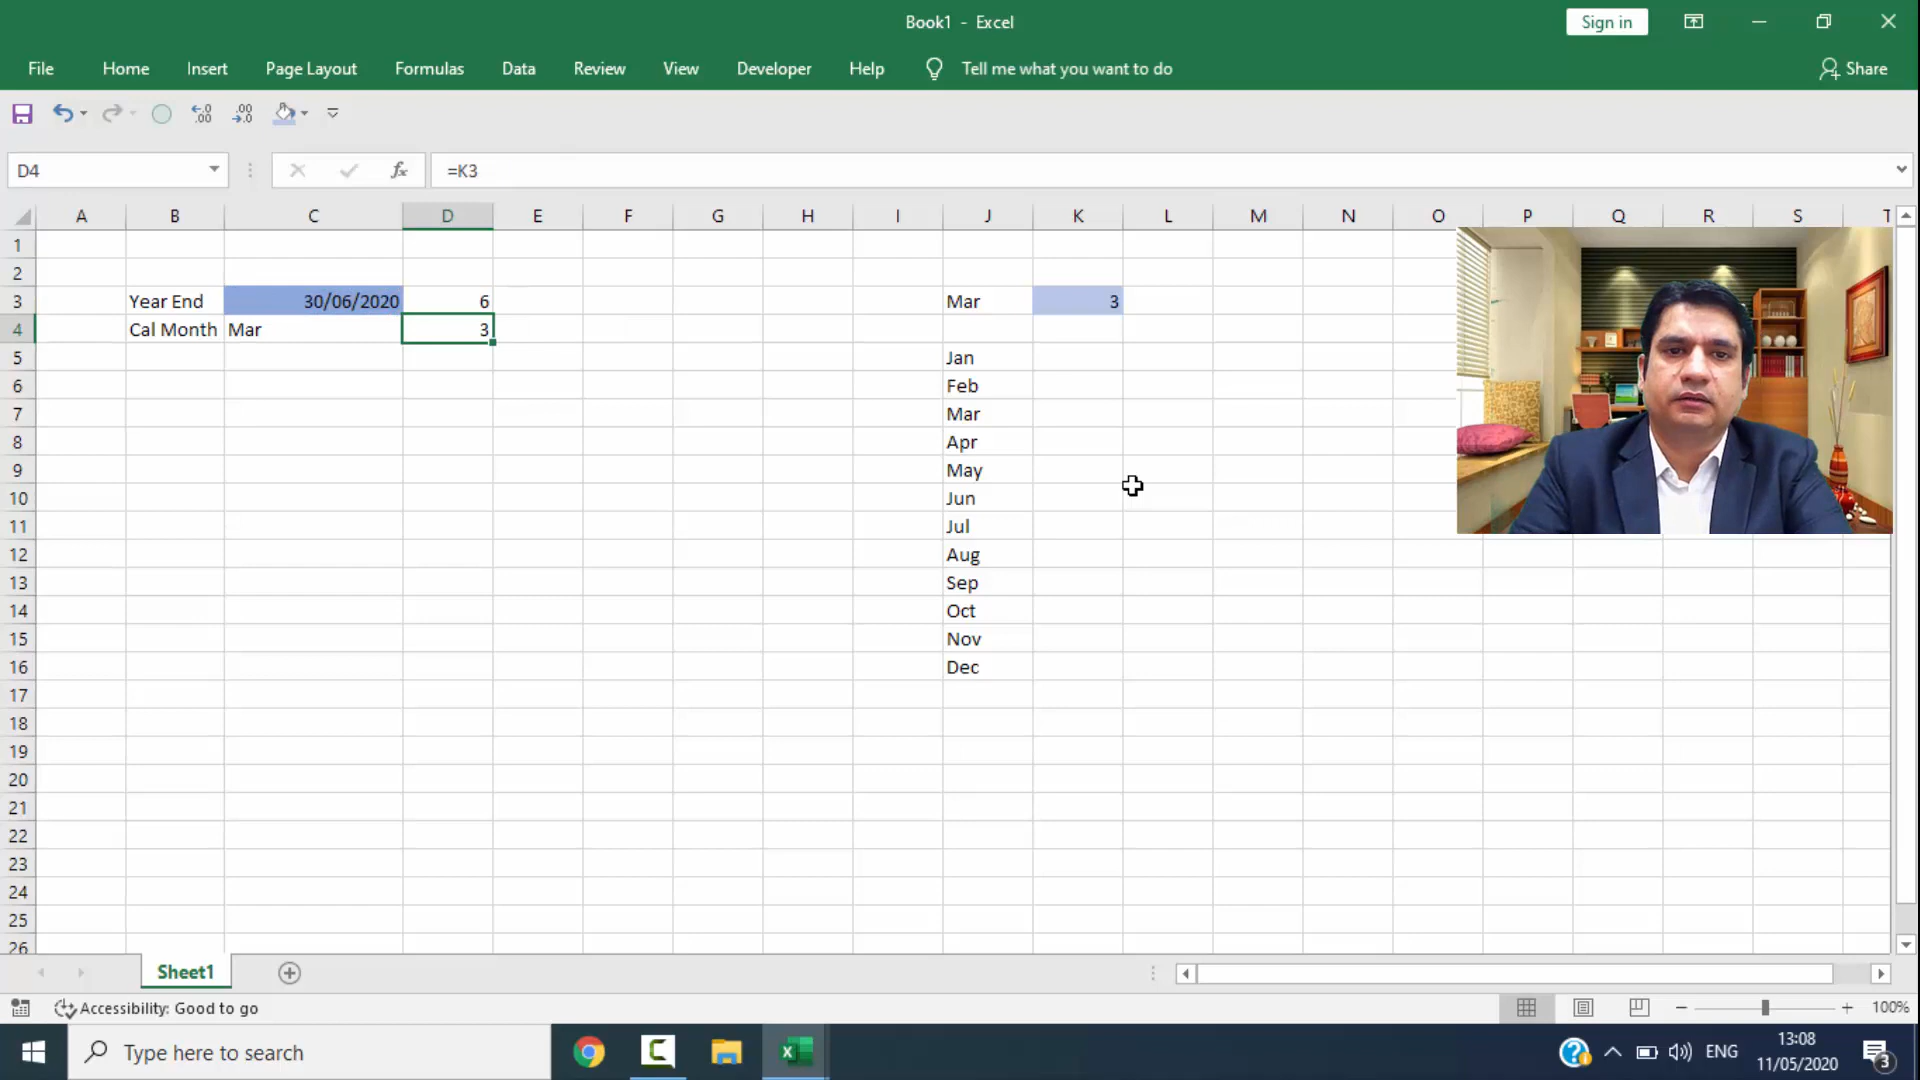 Book1 - Excel
Sign in
File Home Insert Page Layout Formulas Data Review View Developer Help Tell me what you want to do Share
D4 fx =K3
A B C D E F G H I J K L M N O P Q R S T
1
2
3 Year End 30/06/2020 6 Mar 3
4 Cal Month Mar 3
5 Jan
6 Feb
7 Mar
8 Apr
9 May
10 Jun
11 Jul
12 Aug
13 Sep
14 Oct
15 Nov
16 Dec
17
18
19
20
21
22
23
24
25
26
Sheet1
Accessibility: Good to go 100%
Type here to search ENG 13:08
11/05/2020 3